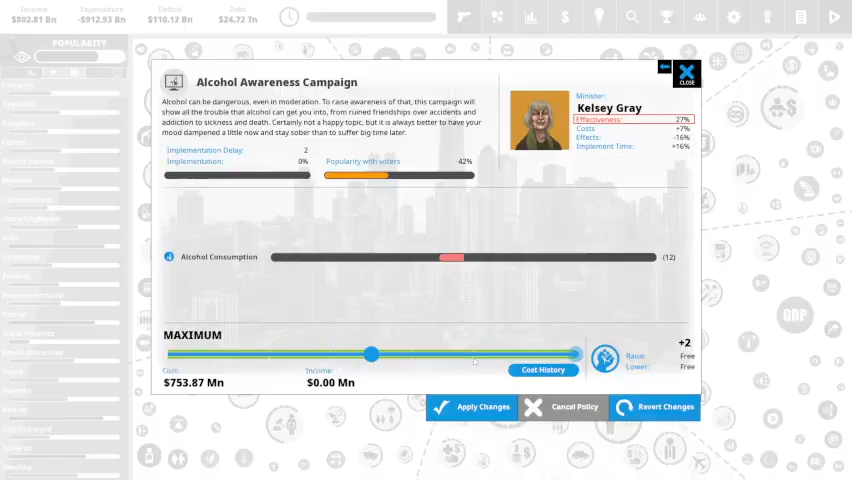 Income Expenditure Deficit Debt
$802.81 Bn -$912.93 Bn $110.12 Bn $24.72 Tn
POPULARITY
Everyone
State Employees
Youth
Wealthy
Alcohol Awareness Campaign
CLOSE
Alcohol can be dangerous, even in moderation. To raise awareness of that, this campaign will
show all the trouble that alcohol can get you into, from ruined friendships over accidents and
addiction to sickness and death. Certainly not a happy topic, but it is always better to have your
mood dampened a little now and stay sober than to suffer big time later.
Minister:
Kelsey Gray
Effectiveness: 27%
Costs +7%
Effects: -16%
Implement Time: +16%
Implementation Delay: 2
Implementation: 0% Popularity with voters 42%
Alcohol Consumption (12)
MAXIMUM
Cost: Income:
$753.87 Mn $0.00 Mn
Cost History
+2
Raise: Free
Lower: Free
Apply Changes Cancel Policy Revert Changes
GDP